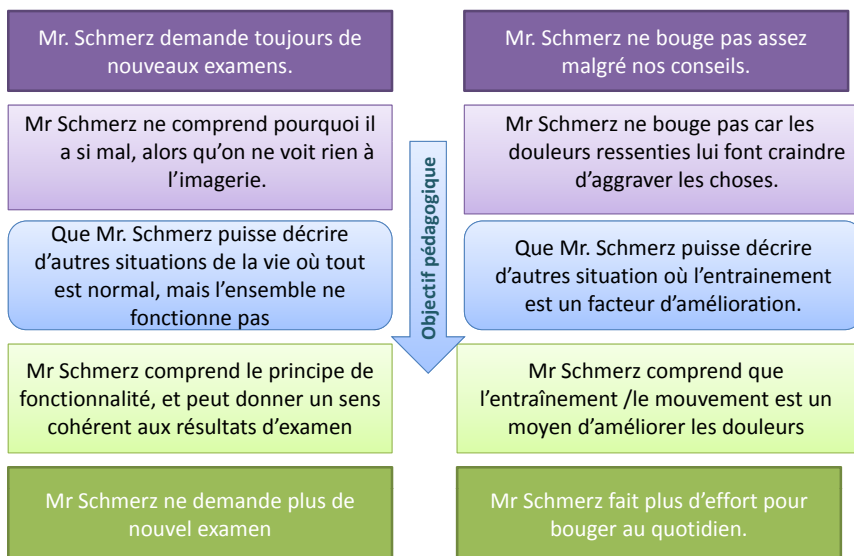 Mr. Schmerz demande toujours de
nouveaux examens.
Mr Schmerz ne comprend pourquoi il
a si mal, alors qu'on ne voit rien à
l'imagerie.
Que Mr. Schmerz puisse décrire
d'autres situations de la vie où tout
est normal, mais l'ensemble ne
fonctionne pas
Mr Schmerz comprend le principe de
fonctionnalité, et peut donner un sens
cohérent aux résultats d'examen
Mr Schmerz ne demande plus de
nouvel examen
Objectif pédagogique
Mr. Schmerz ne bouge pas assez
malgré nos conseils.
Mr Schmerz ne bouge pas car les
douleurs ressenties lui font craindre
d'aggraver les choses.
Que Mr. Schmerz puisse décrire
d'autres situation où l'entrainement
est un facteur d'amélioration.
Mr Schmerz comprend que
l'entraînement /le mouvement est un
moyen d'améliorer les douleurs
Mr Schmerz fait plus d'effort pour
bouger au quotidien.